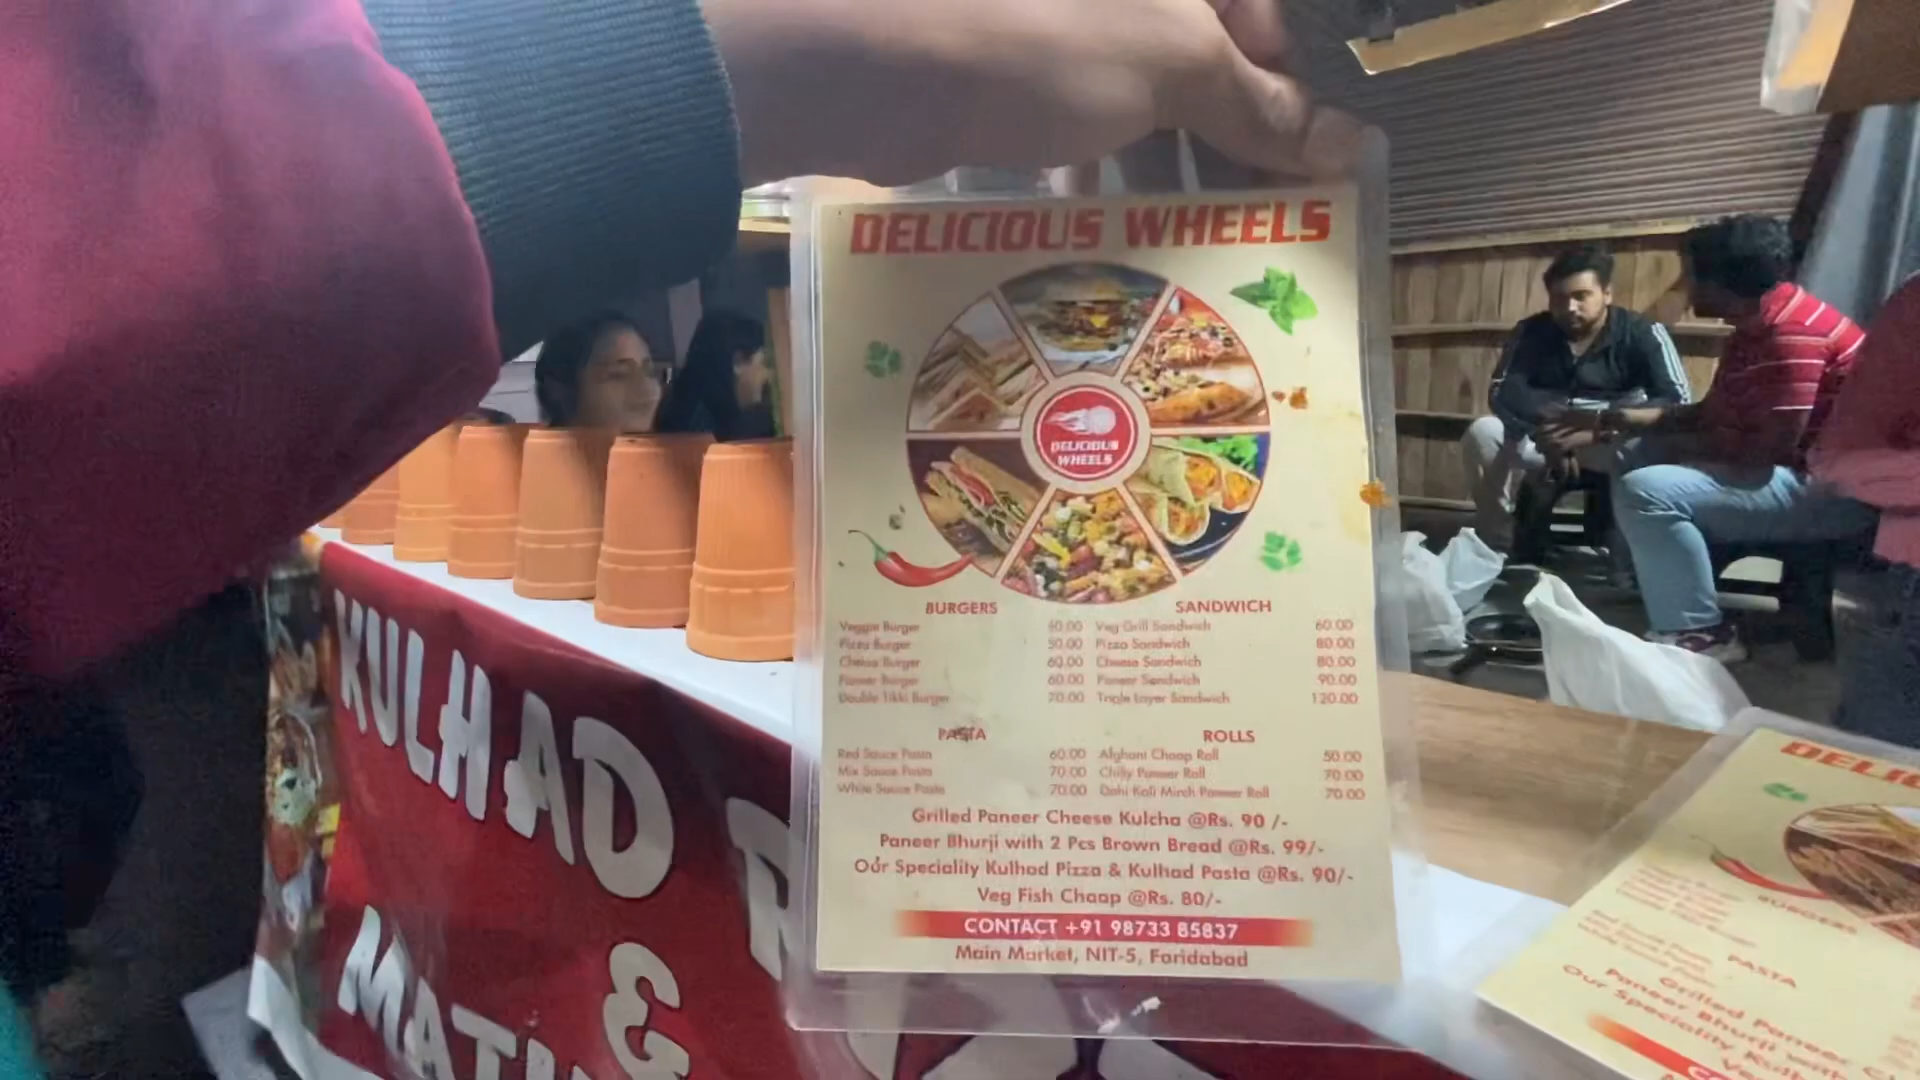 DELICIOUS WHEELS
DELICIOUS
WHEELS
BURGERS
Veggie Burger
Pizza Burger 50.00
Cheese Burger 60.00
Paneer Burger 60.00
Double Tikki Burger 70.00
SANDWICH
Veg Grill Sandwich 60.00
Pizza Sandwich 80.00
Cheese Sandwich 80.00
Paneer Sandwich 90.00
Triple Layer Sandwich 120.00
PASTA
Red Sauce Pasta 60.00
Mix Sauce Pasta 70.00
White Sauce Pasta 70.00
ROLLS
Afghani Chaap Roll 50.00
Chilly Paneer Roll 70.00
Dahi Kali Mirch Paneer Roll 70.00
Grilled Paneer Cheese Kulcha @Rs. 90 /-
Paneer Bhurji with 2 Pcs Brown Bread @Rs. 99/-
Our Speciality Kulhad Pizza & Kulhad Pasta @Rs. 90/-
Veg Fish Chaap @Rs. 80/-
CONTACT +91 98733 85837
Main Market, NIT-5, Faridabad
KULHAD
&
DELIC
BURGERS
PASTA
Grilled Paneer
Paneer Bhurji with
Our Speciality